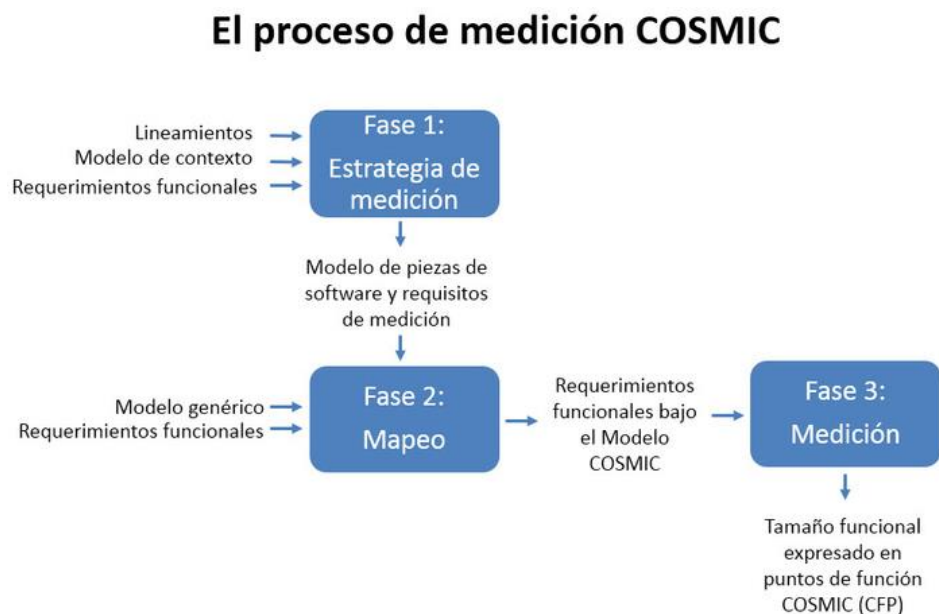 El proceso de medición COSMIC
Lineamientos
Modelo de contexto
Requerimientos funcionales
Fase 1:
Estrategia de
medición
Modelo de piezas de
software y requisitos
de medición
Modelo genérico
Requerimientos funcionales
Fase 2:
Mapeo
Requerimientos
funcionales bajo
el Modelo
COSMIC
Fase 3:
Medición
Tamaño funcional
expresado en
puntos de función
COSMIC (CFP)